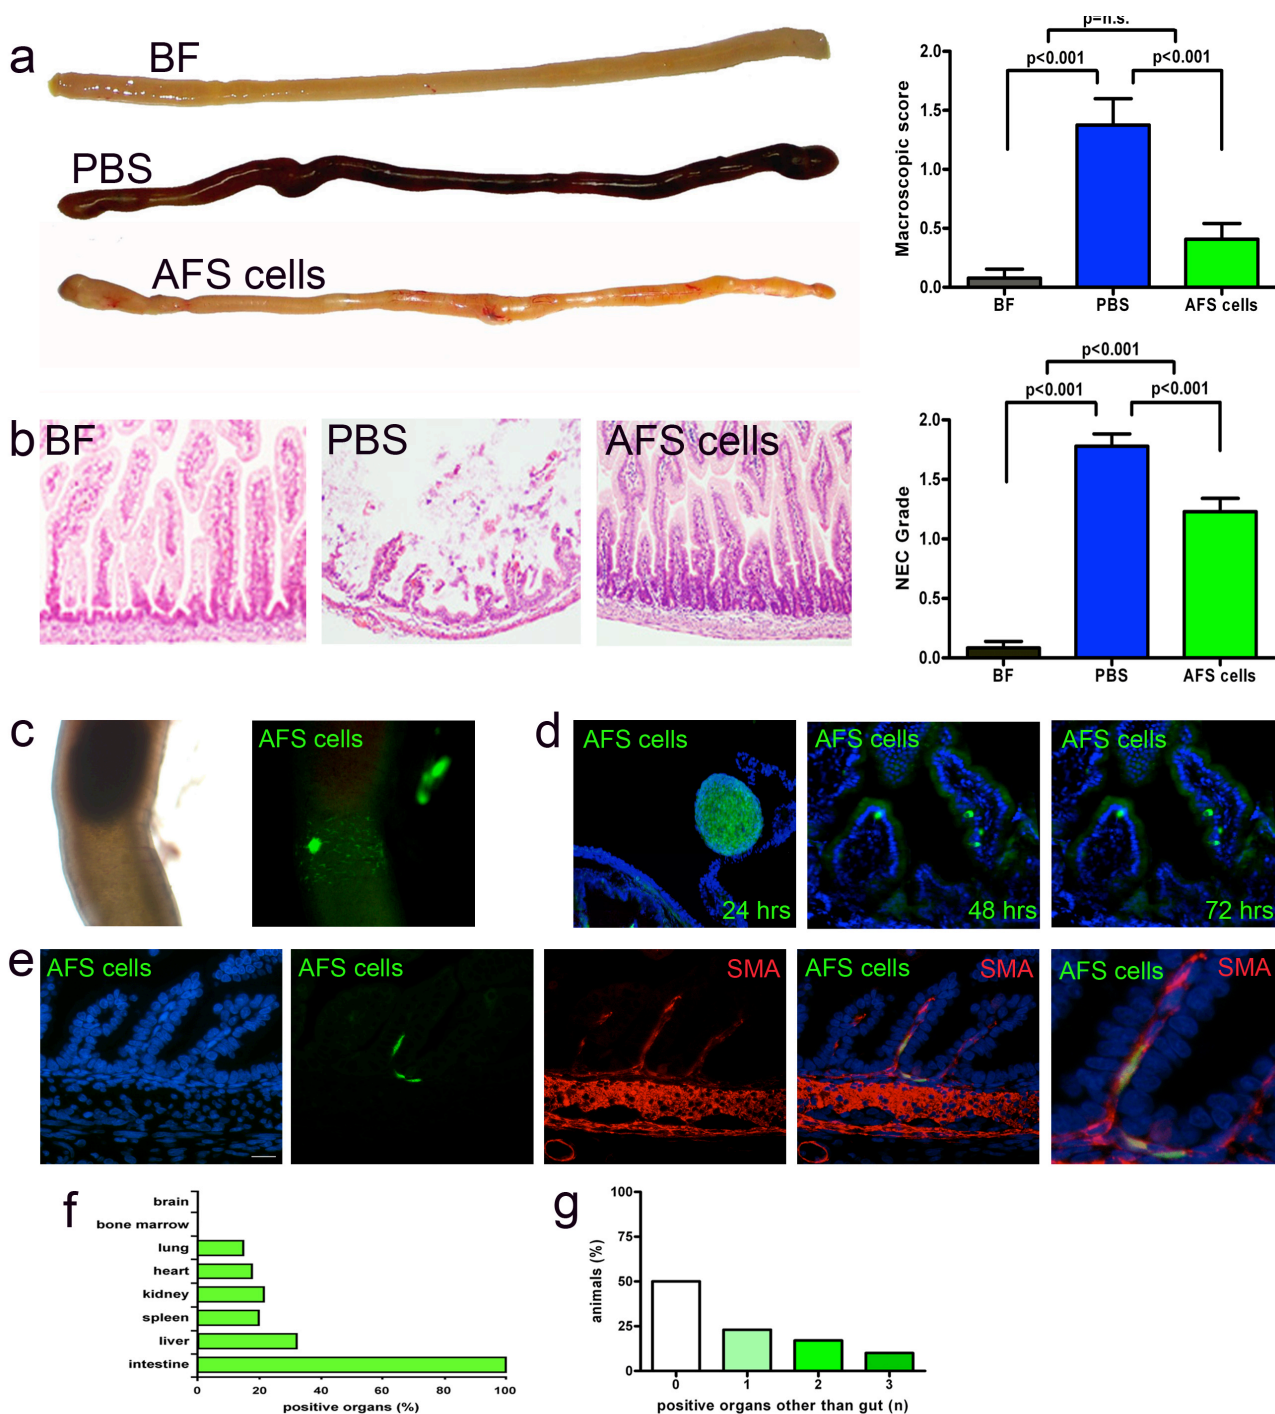 a
BF
PBS
AFS cells
p=n.s.
p<0.001 p<0.001
Macroscopic score
2.0
1.5
1.0
0.5
0.0
BF PBS AFS cells
b
BF PBS AFS cells
p<0.001
p<0.001 p<0.001
NEC Grade
2.0
1.5
1.0
0.5
0.0
BF PBS AFS cells
c
AFS cells
d
AFS cells AFS cells AFS cells
24 hrs 48 hrs 72 hrs
e
AFS cells AFS cells SMA AFS cells SMA AFS cells SMA
f
brain
bone marrow
lung
heart
kidney
spleen
liver
intestine
0 20 40 60 80 100
positive organs (%)
g
animals (%)
100
75
50
25
0
0 1 2 3
positive organs other than gut (n)